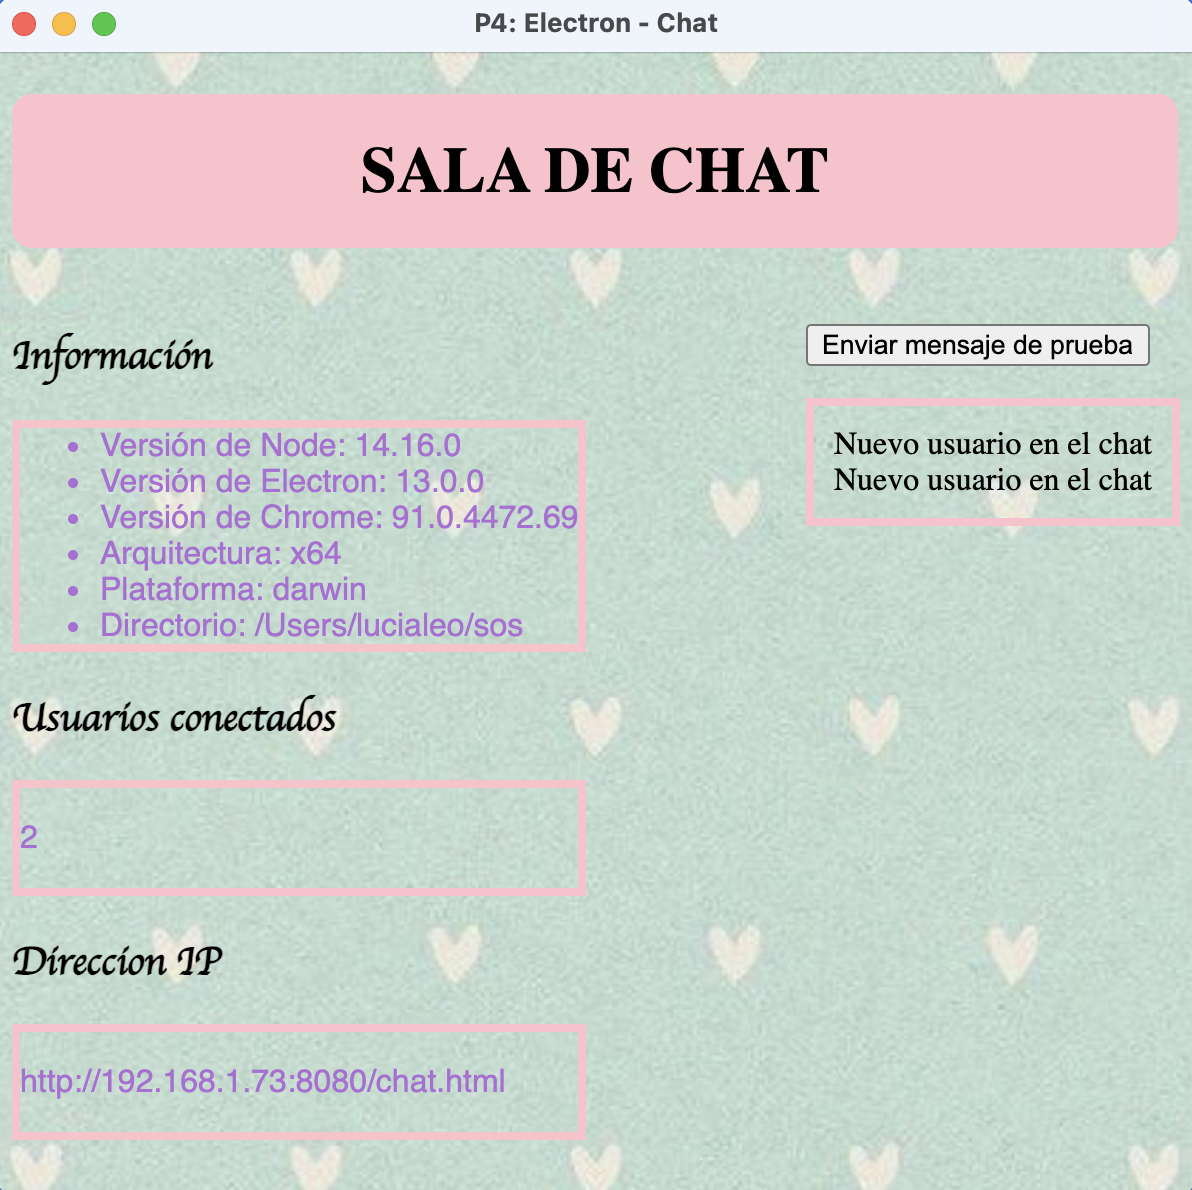 P4: Electron - Chat
SALA DE CHAT
Información
Versión de Node: 14.16.0
Versión de Electron: 13.0.0
Versión de Chrome: 91.0.4472.69
Arquitectura: x64
Plataforma: darwin
Directorio: /Users/lucialeo/sos
Usuarios conectados
2
Direccion IP
http://192.168.1.73:8080/chat.html
Enviar mensaje de prueba
Nuevo usuario en el chat
Nuevo usuario en el chat